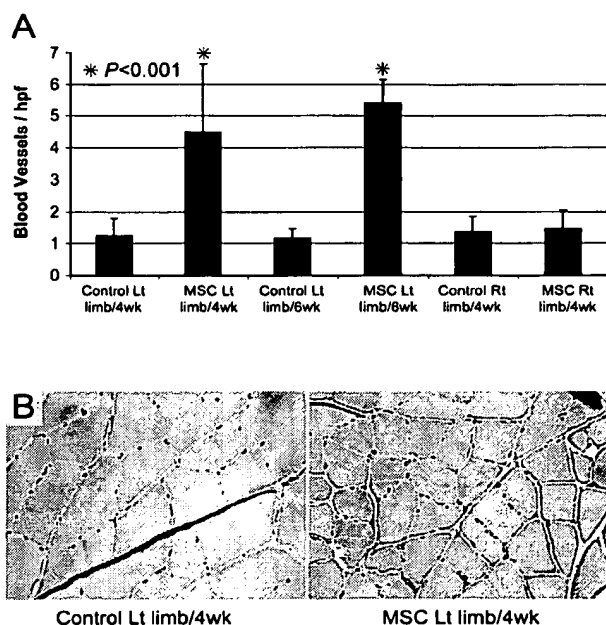 A
* P<0.001
Blood Vessels / hpf
7
6
5
4
3
2
1
0
Control Lt limb/4wk
MSC Lt limb/4wk
Control Lt limb/6wk
MSC Lt limb/6wk
Control Rt limb/4wk
MSC Rt limb/4wk
*
*
B
Control Lt limb/4wk
MSC Lt limb/4wk